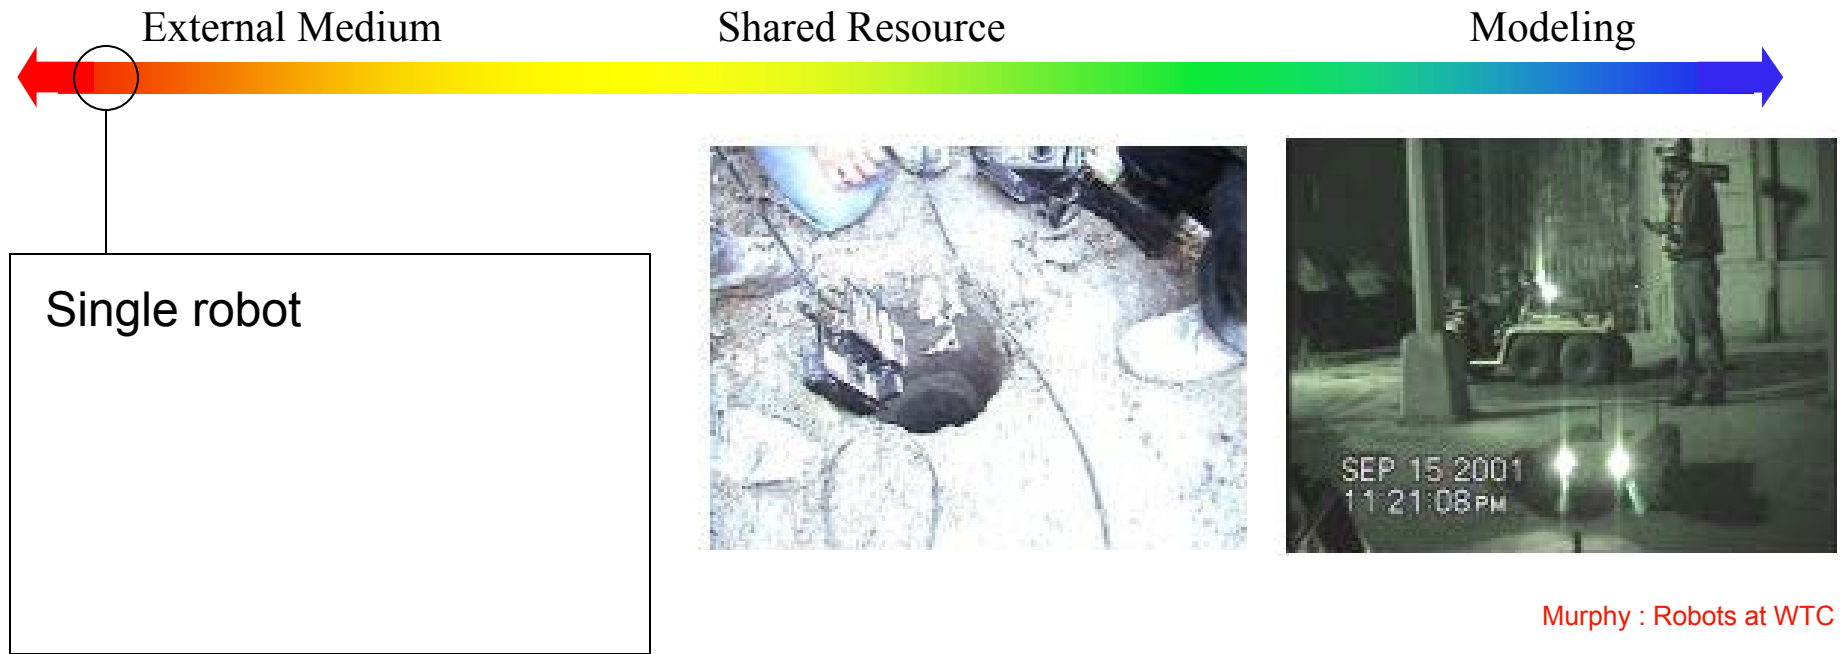 External Medium
Shared Resource
Modeling
Single robot
SEP 15 2001
11:21:08 PM
Murphy : Robots at WTC